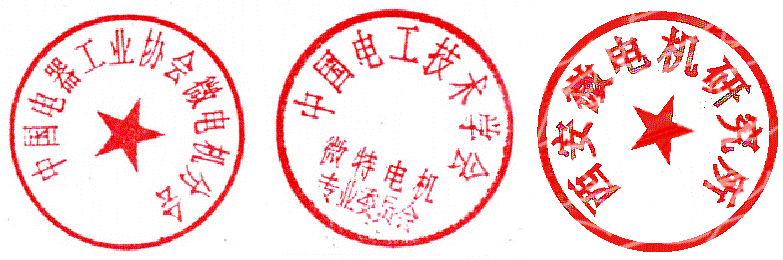 中国电器工业协会微电机分会
中国电工技术学会
微特电机
专业委员会
西安微电机研究所